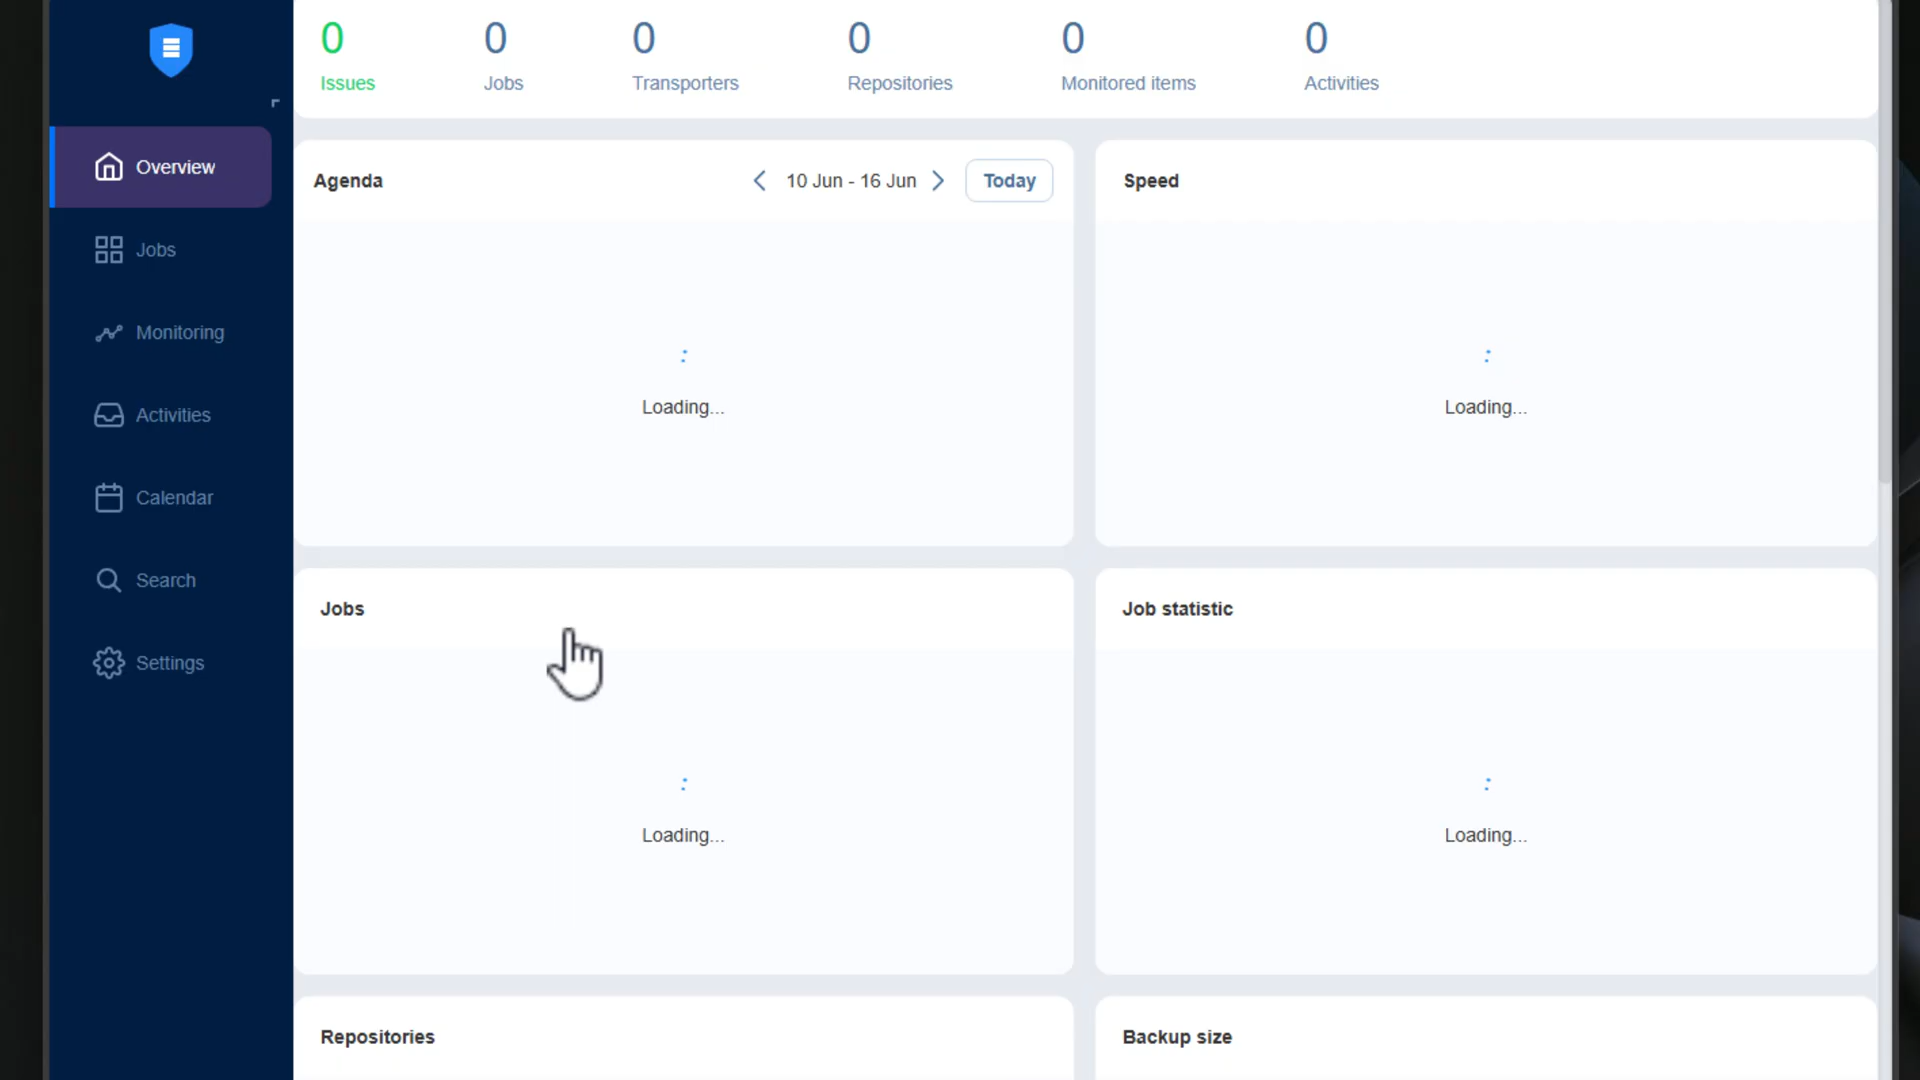 0 0 0 0 0 0
Issues Jobs Transporters Repositories Monitored items Activities
Overview
Jobs
Monitoring
Activities
Calendar
Search
Settings
Agenda 10 Jun - 16 Jun Today
Loading...
Speed
Loading...
Jobs
Loading...
Job statistic
Loading...
Repositories
Backup size